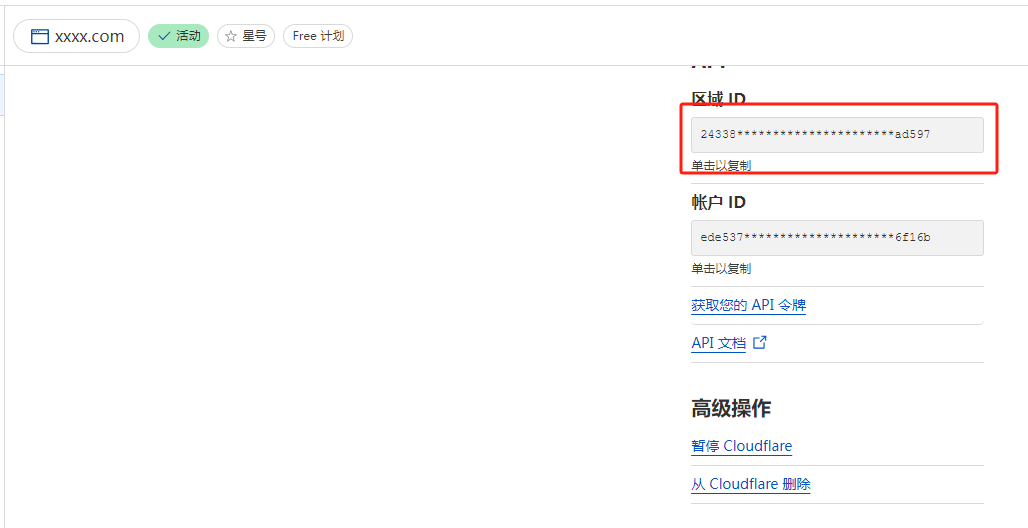 xxxx.com
活动
星号
Free 计划
API
区域 ID
24338**********************ad597
单击以复制
帐户 ID
ede537*********************6f16b
单击以复制
获取您的 API 令牌
API 文档
高级操作
暂停 Cloudflare
从 Cloudflare 删除